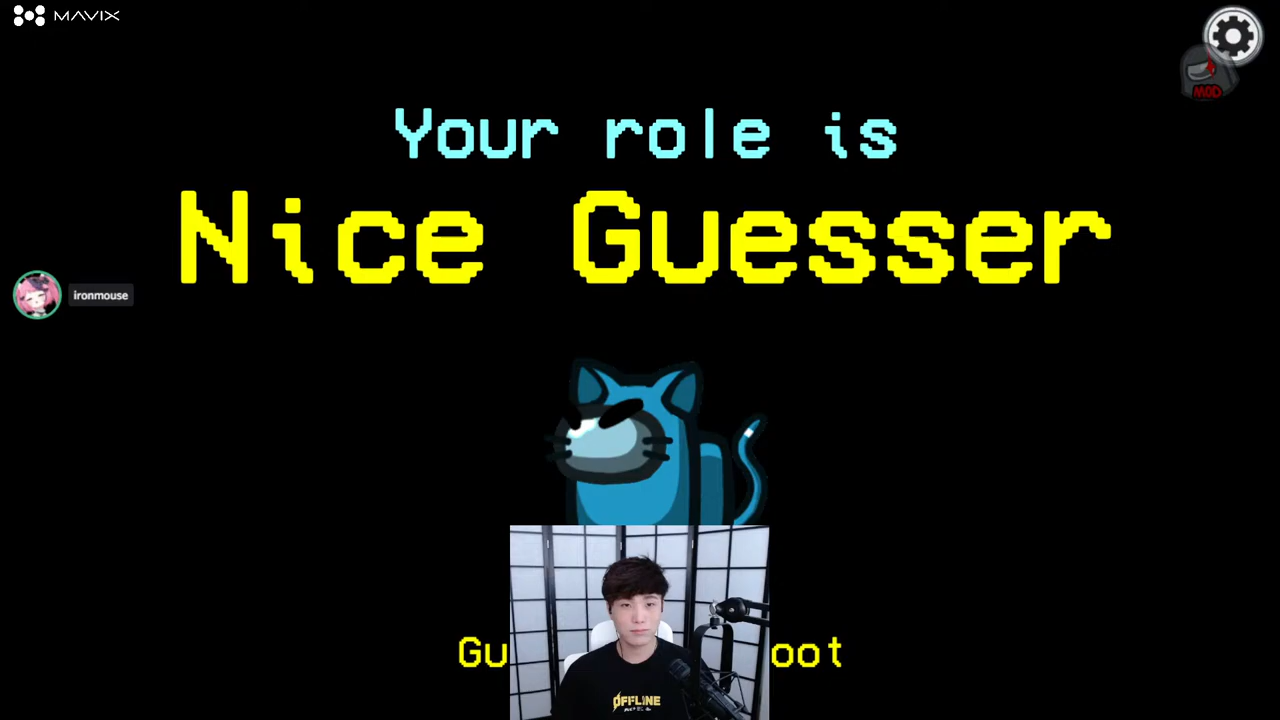 MAVIX
MOD
Your role is
Nice Guesser
ironmouse
Gu oot
OFFLINE